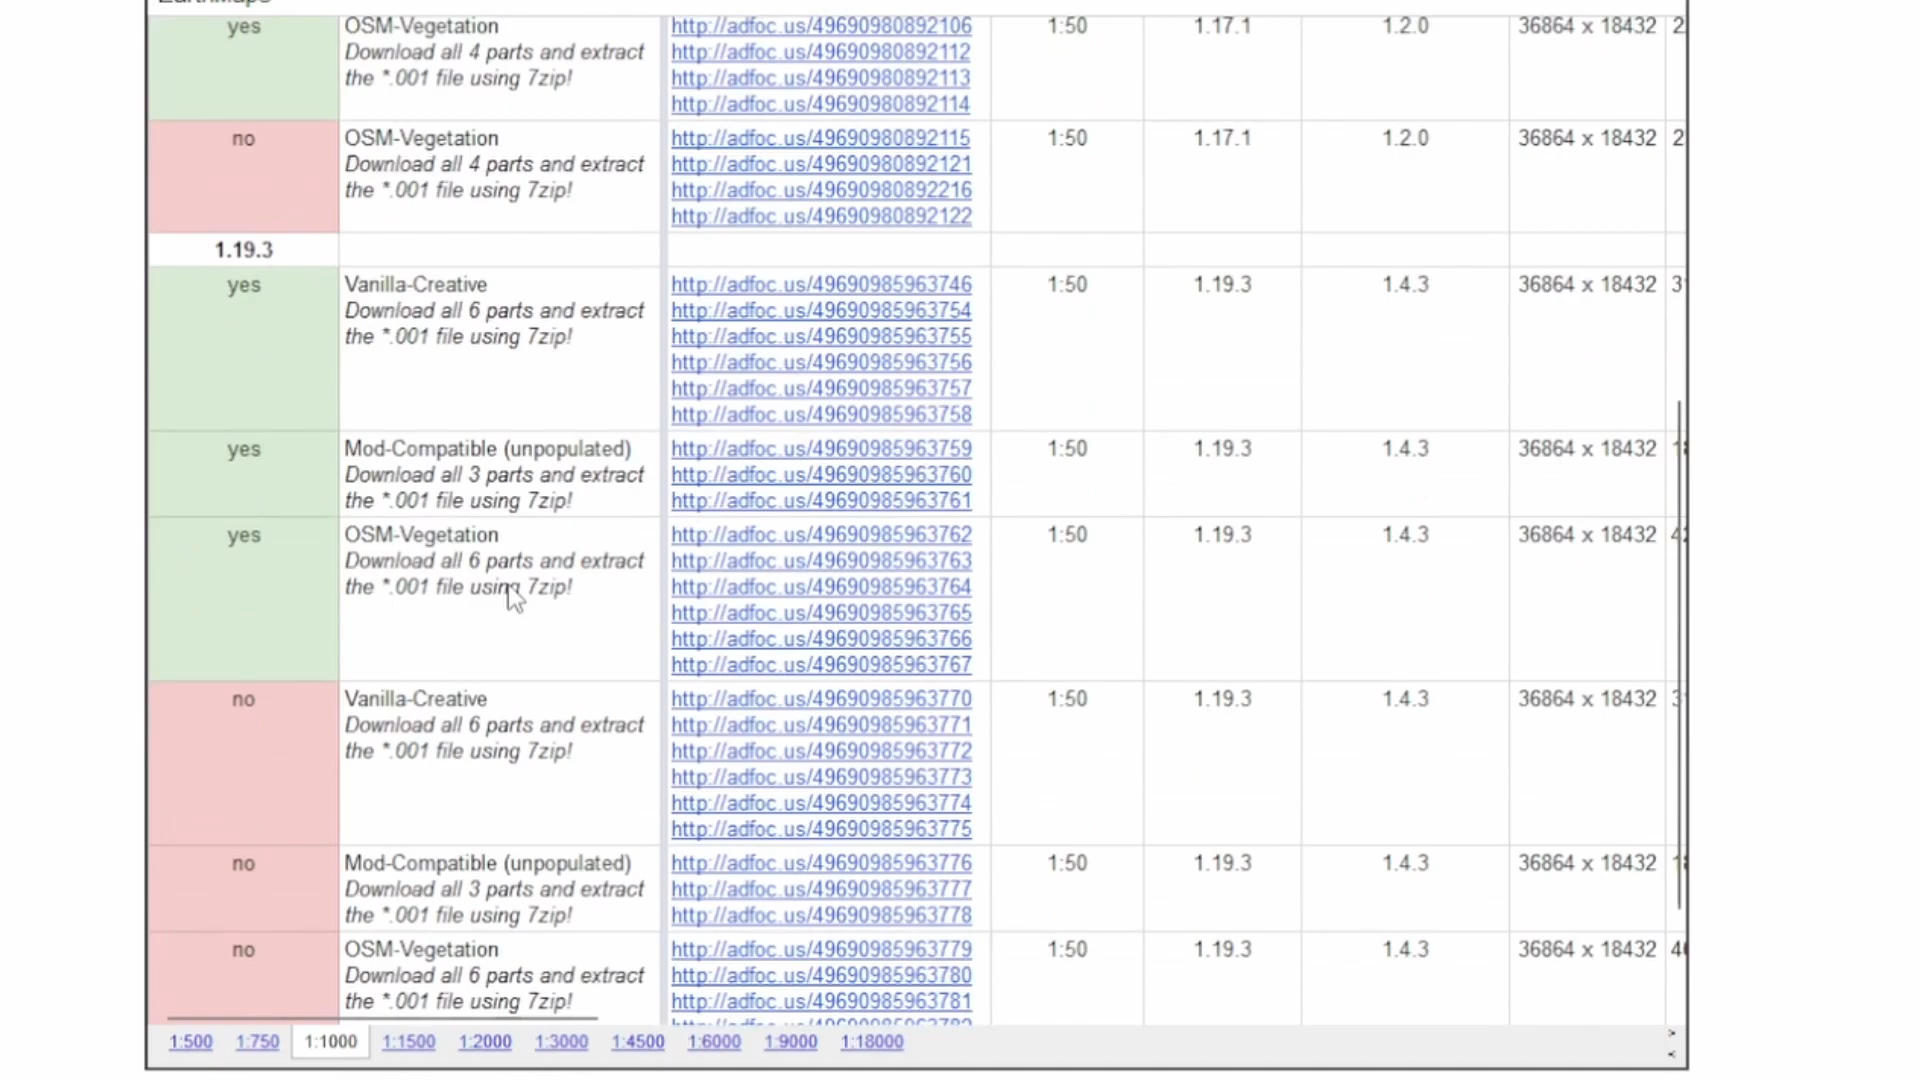 EarthMaps
yes OSM-Vegetation http://adfoc.us/49690980892106 1:50 1.17.1 1.2.0 36864 x 18432
Download all 4 parts and extract http://adfoc.us/49690980892112
the *.001 file using 7zip! http://adfoc.us/49690980892113
http://adfoc.us/49690980892114
no OSM-Vegetation http://adfoc.us/49690980892115 1:50 1.17.1 1.2.0 36864 x 18432
Download all 4 parts and extract http://adfoc.us/49690980892121
the *.001 file using 7zip! http://adfoc.us/49690980892216
http://adfoc.us/49690980892122
1.19.3
yes Vanilla-Creative http://adfoc.us/49690985963746 1:50 1.19.3 1.4.3 36864 x 18432
Download all 6 parts and extract http://adfoc.us/49690985963754
the *.001 file using 7zip! http://adfoc.us/49690985963755
http://adfoc.us/49690985963756
http://adfoc.us/49690985963757
http://adfoc.us/49690985963758
yes Mod-Compatible (unpopulated) http://adfoc.us/49690985963759 1:50 1.19.3 1.4.3 36864 x 18432
Download all 3 parts and extract http://adfoc.us/49690985963760
the *.001 file using 7zip! http://adfoc.us/49690985963761
yes OSM-Vegetation http://adfoc.us/49690985963762 1:50 1.19.3 1.4.3 36864 x 18432
Download all 6 parts and extract http://adfoc.us/49690985963763
the *.001 file using 7zip! http://adfoc.us/49690985963764
http://adfoc.us/49690985963765
http://adfoc.us/49690985963766
http://adfoc.us/49690985963767
no Vanilla-Creative http://adfoc.us/49690985963770 1:50 1.19.3 1.4.3 36864 x 18432
Download all 6 parts and extract http://adfoc.us/49690985963771
the *.001 file using 7zip! http://adfoc.us/49690985963772
http://adfoc.us/49690985963773
http://adfoc.us/49690985963774
http://adfoc.us/49690985963775
no Mod-Compatible (unpopulated) http://adfoc.us/49690985963776 1:50 1.19.3 1.4.3 36864 x 18432
Download all 3 parts and extract http://adfoc.us/49690985963777
the *.001 file using 7zip! http://adfoc.us/49690985963778
no OSM-Vegetation http://adfoc.us/49690985963779 1:50 1.19.3 1.4.3 36864 x 18432
Download all 6 parts and extract http://adfoc.us/49690985963780
the *.001 file using 7zip! http://adfoc.us/49690985963781
1:500 1:750 1:1000 1:1500 1:2000 1:3000 1:4500 1:6000 1:9000 1:18000